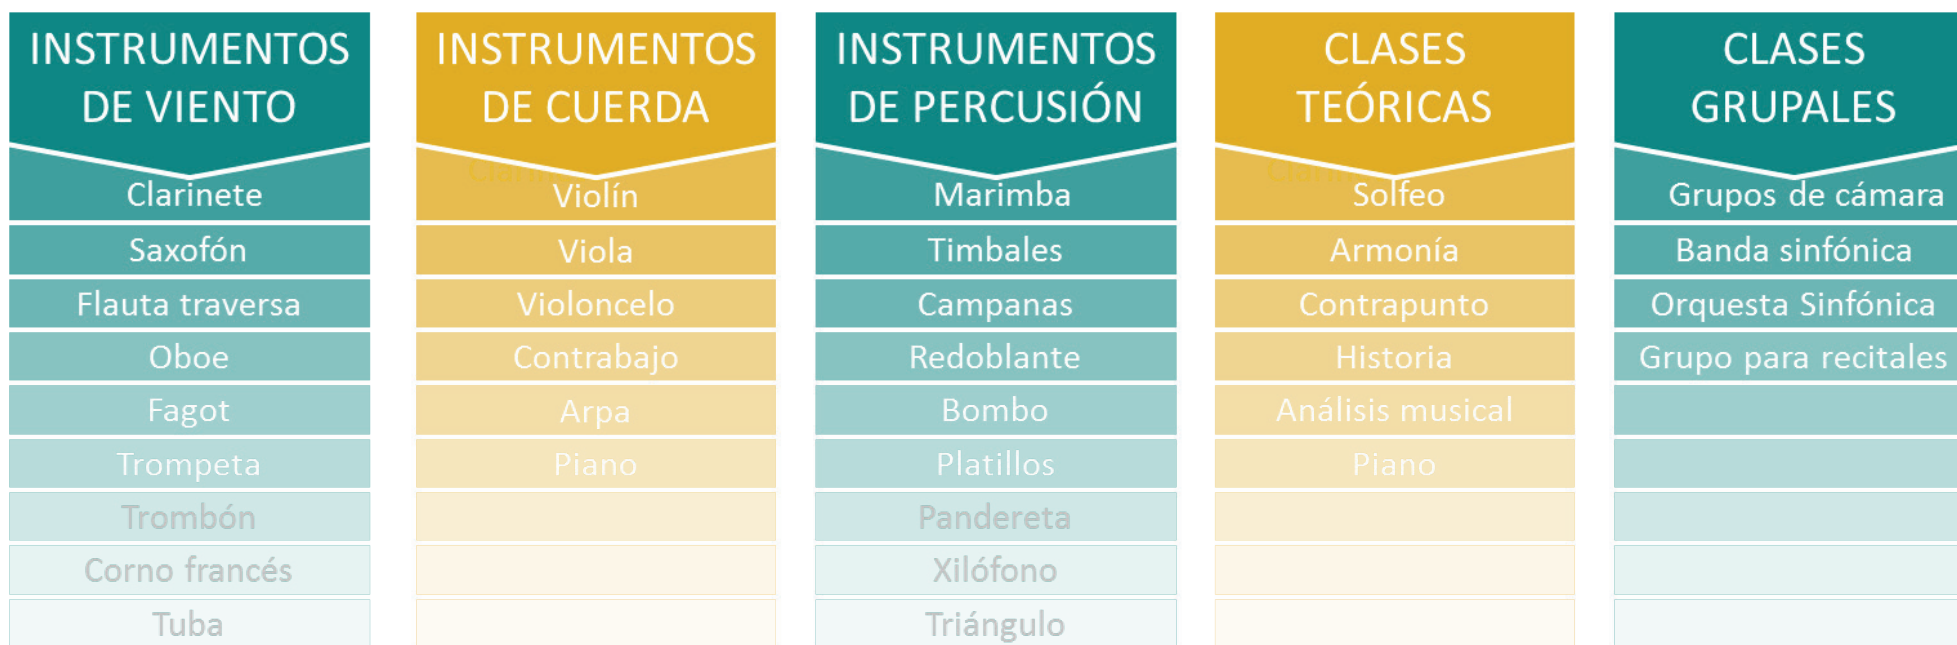 INSTRUMENTOS
DE VIENTO
Clarinete
Saxofón
Flauta traversa
Oboe
Fagot
Trompeta
Trombón
Corno francés
Tuba
INSTRUMENTOS
DE CUERDA
Violín
Viola
Violoncelo
Contrabajo
Arpa
Piano
INSTRUMENTOS
DE PERCUSIÓN
Marimba
Timbales
Campanas
Redoblante
Bombo
Platillos
Pandereta
Xilófono
Triángulo
CLASES
TEÓRICAS
Solfeo
Armonía
Contrapunto
Historia
Análisis musical
Piano
CLASES
GRUPALES
Grupos de cámara
Banda sinfónica
Orquesta Sinfónica
Grupo para recitales